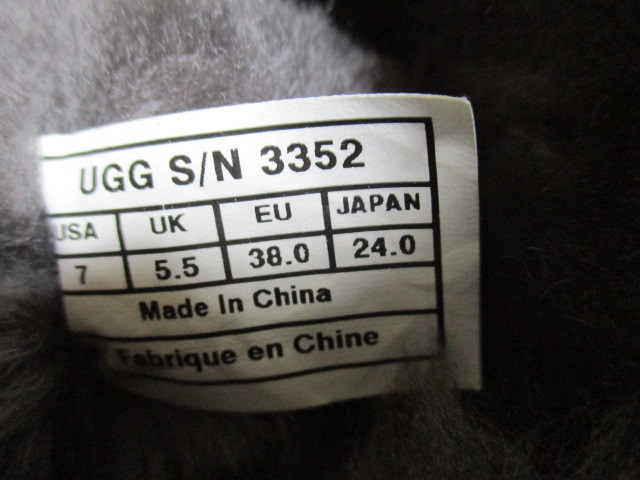 UGG S/N 3352
USA UK EU JAPAN
7 5.5 38.0 24.0
Made In China
Fabrique en Chine